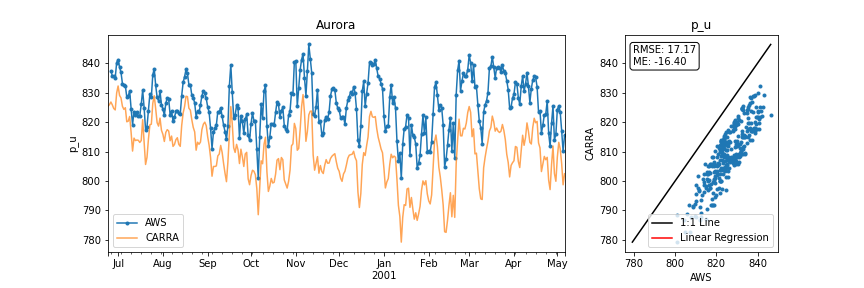 Aurora
p_u
840
830
820
810
800
790
780
p_u
AWS
CARRA
Jul Aug Sep Oct Nov Dec Jan Feb Mar Apr May
2001
p_u
RMSE: 17.17
ME: -16.40
840
830
820
810
800
790
780
CARRA
1:1 Line
Linear Regression
780 800 820 840
AWS